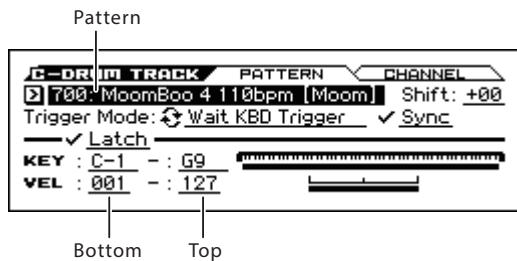 Pattern
C-DRUM TRACK PATTERN CHANNEL
700: MoomBoo 4 110bpm [Moom] Shift: +00
Trigger Mode: Wait KBD Trigger ✓ Sync
✓ Latch
KEY : C-1 - : G9
VEL : 001 - : 127
Bottom Top